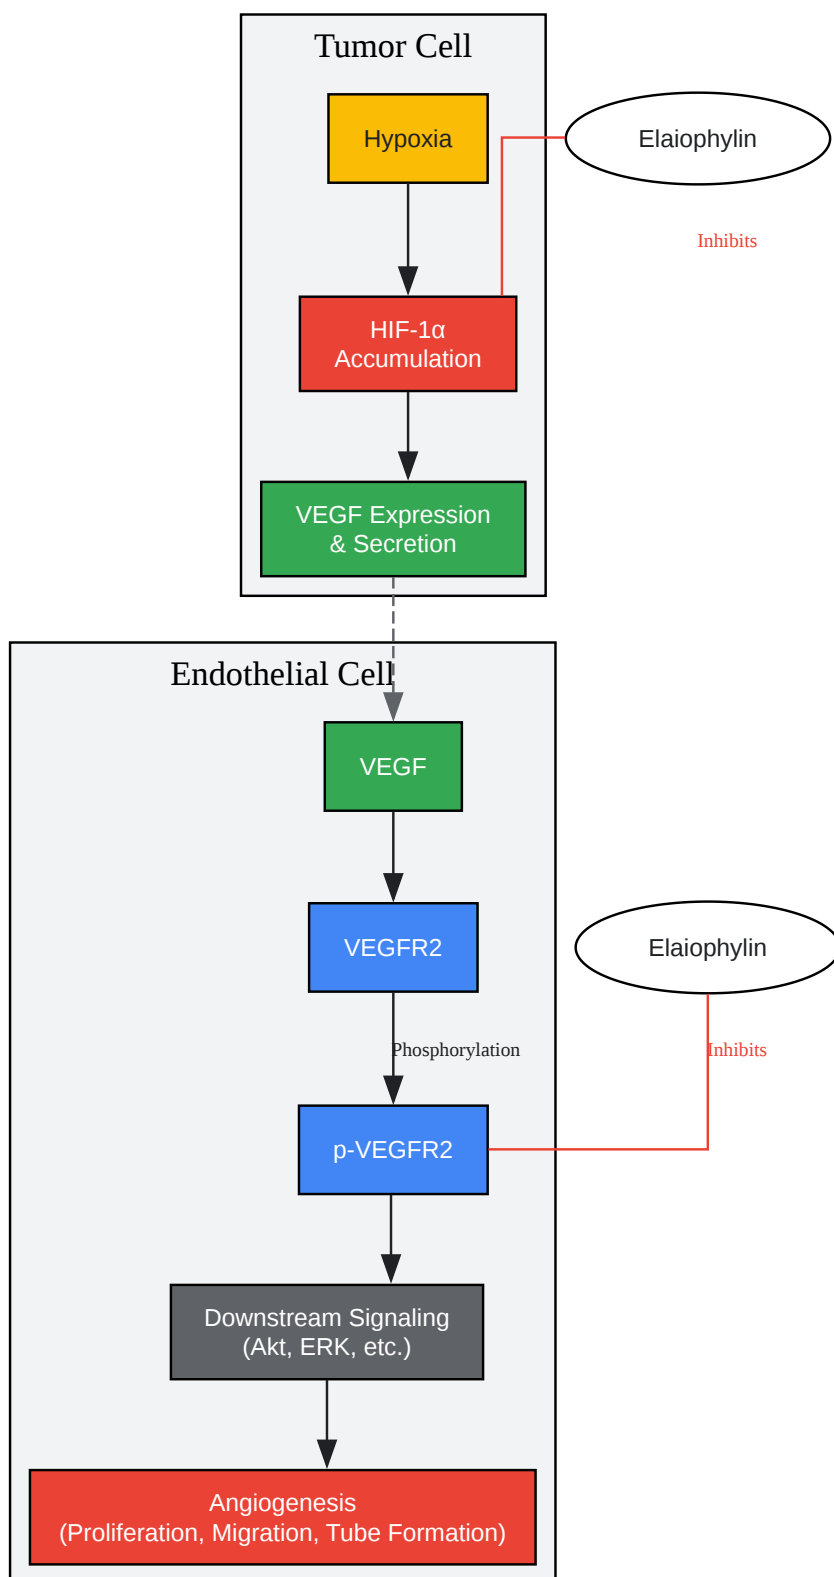 Tumor Cell
Hypoxia
Elaiophylin
Inhibits
HIF-1α
Accumulation
VEGF Expression
& Secretion
Endothelial Cell
VEGF
VEGFR2
Elaiophylin
Phosphorylation
Inhibits
p-VEGFR2
Downstream Signaling
(Akt, ERK, etc.)
Angiogenesis
(Proliferation, Migration, Tube Formation)